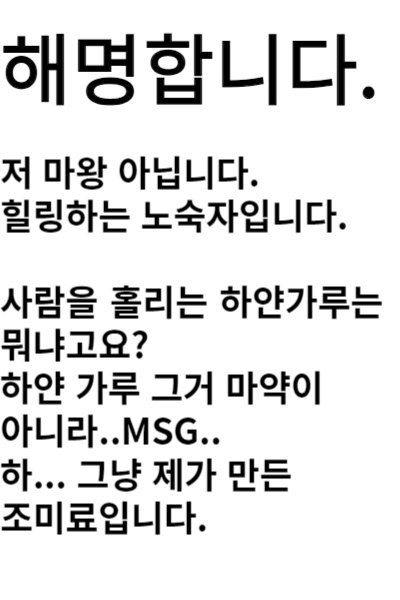 해명합니다.
저 마왕 아닙니다.
힐링하는 노숙자입니다.
사람을 홀리는 하얀가루는
뭐냐고요?
하얀 가루 그거 마약이
아니라..MSG..
하... 그냥 제가 만든
조미료입니다.